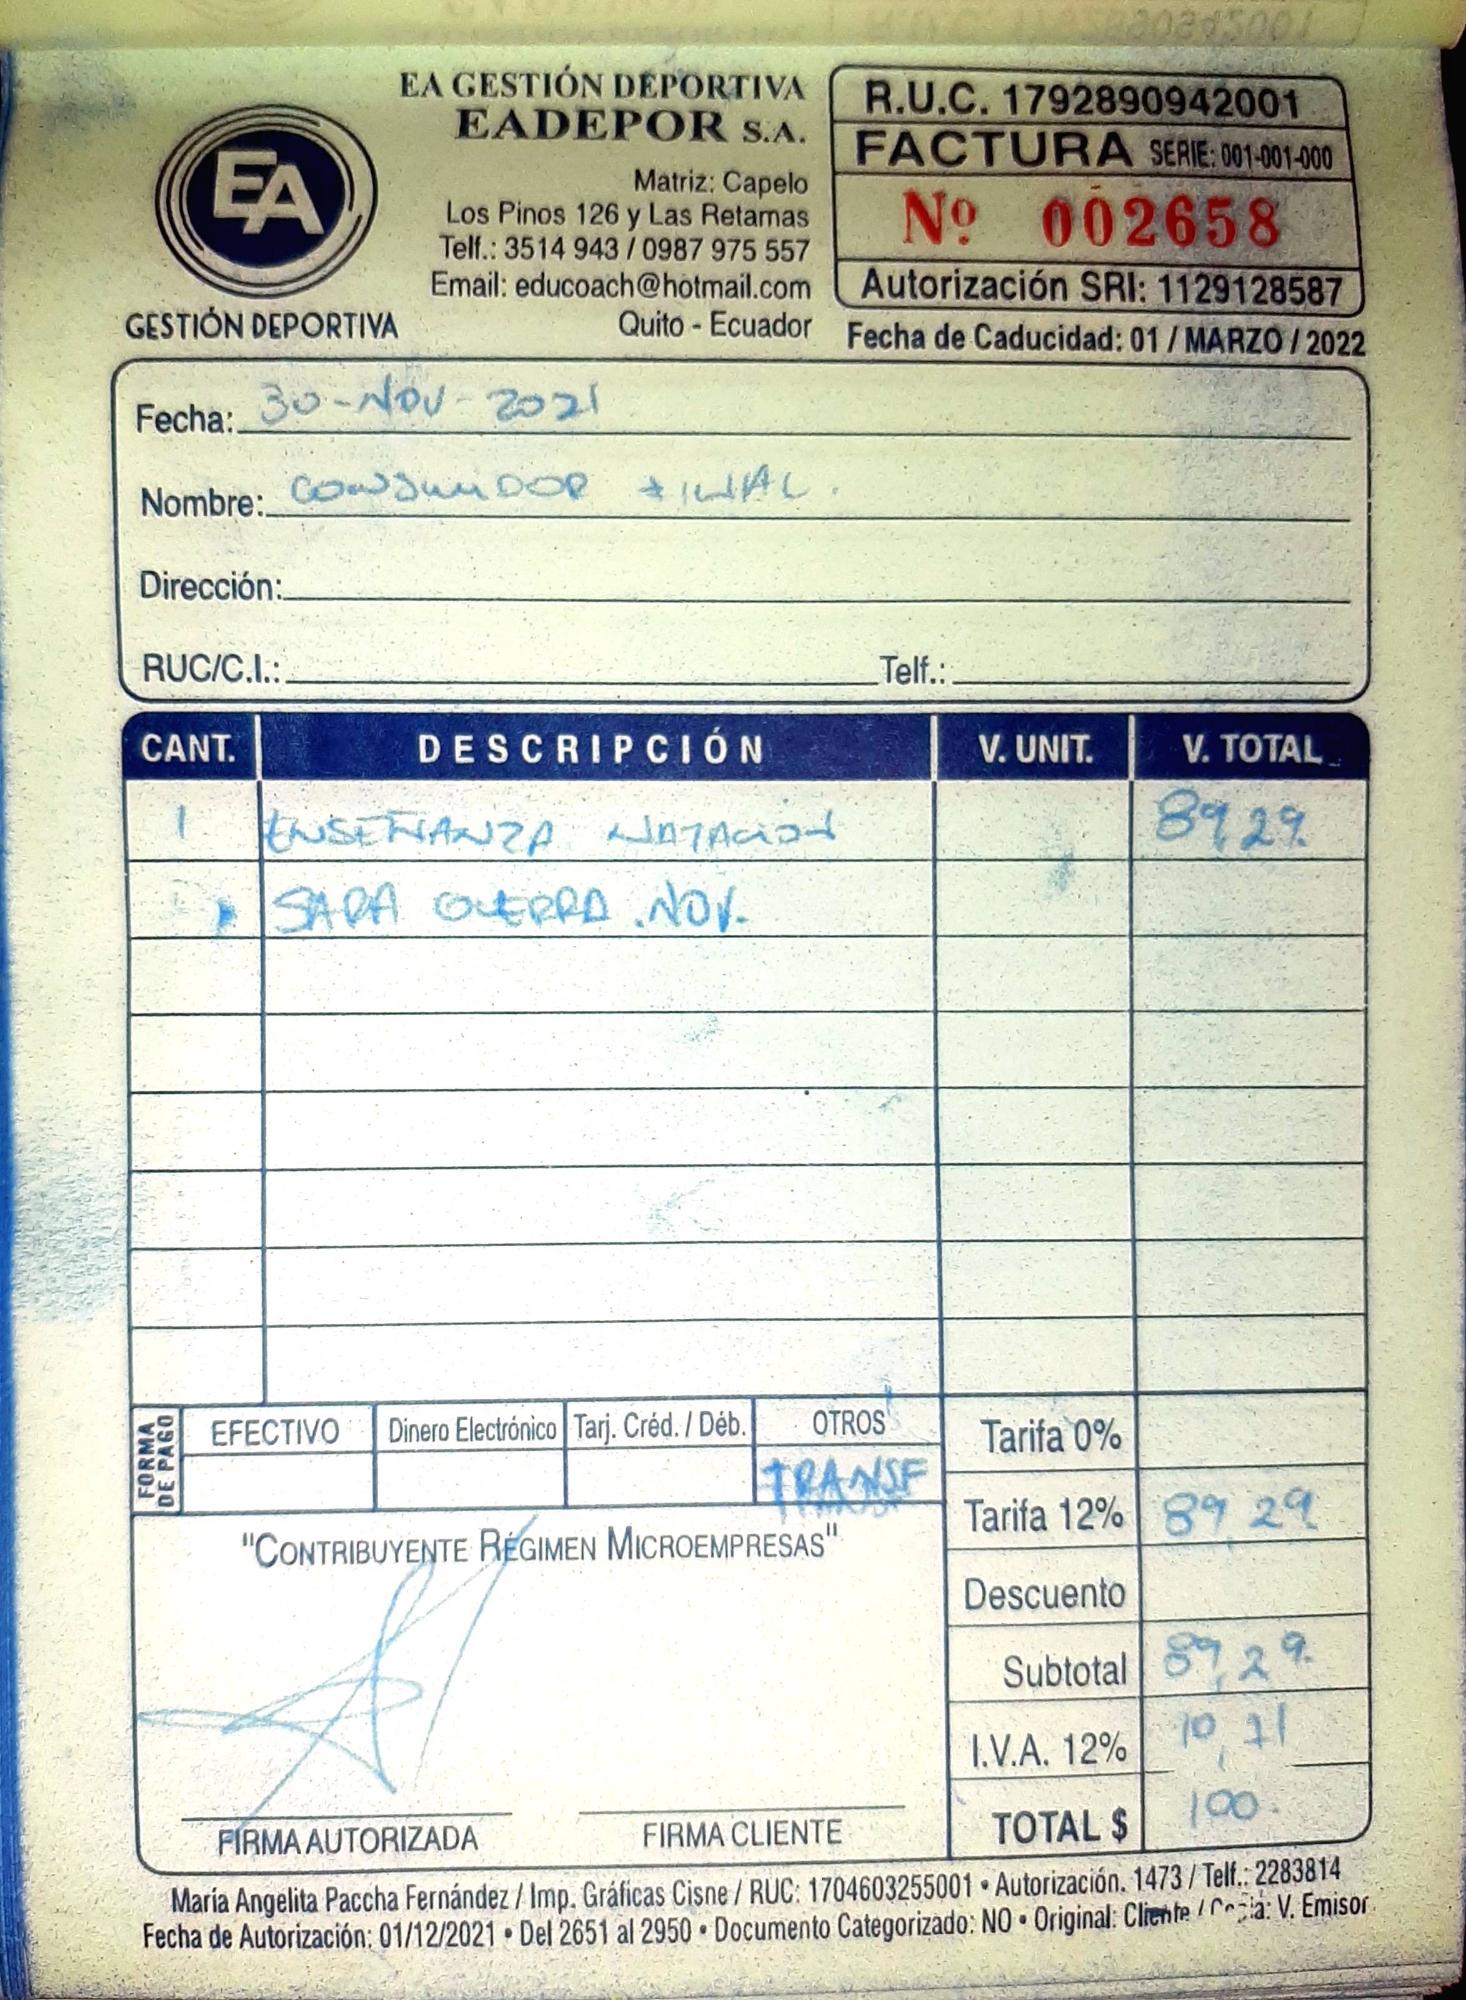 EA GESTIÓN DEPORTIVA
EADEPOR S.A.
Matriz: Capelo
Los Pinos 126 y Las Retamas
Telf.: 3514 943 / 0987 975 557
Email: educoach@hotmail.com
Quito - Ecuador
EA
GESTIÓN DEPORTIVA
R.U.C. 1792890942001
FACTURA SERIE: 001-001-000
Nº 002658
Autorización SRI: 1129128587
Fecha de Caducidad: 01 / MARZO / 2022
Fecha: 30-NOV-2021
Nombre: CONSUMIDOR FINAL.
Dirección:
RUC/C.I.: Telf.:
CANT. DESCRIPCIÓN V. UNIT. V. TOTAL
1 ENSEÑANZA NATACION 89,29.
SARA GUERRA .NOV.
FORMA DE PAGO
EFECTIVO Dinero Electrónico Tarj. Créd. / Déb. OTROS
TRANSF
Tarifa 0%
Tarifa 12% 89 29
Descuento
Subtotal 89,29.
I.V.A. 12% 10,71
TOTAL $ 100.
"CONTRIBUYENTE RÉGIMEN MICROEMPRESAS"
FIRMA AUTORIZADA FIRMA CLIENTE
María Angelita Paccha Fernández / Imp. Gráficas Cisne / RUC: 1704603255001 • Autorización. 1473 / Telf.: 2283814
Fecha de Autorización: 01/12/2021 • Del 2651 al 2950 • Documento Categorizado: NO • Original: Cliente / Copia: V. Emisor